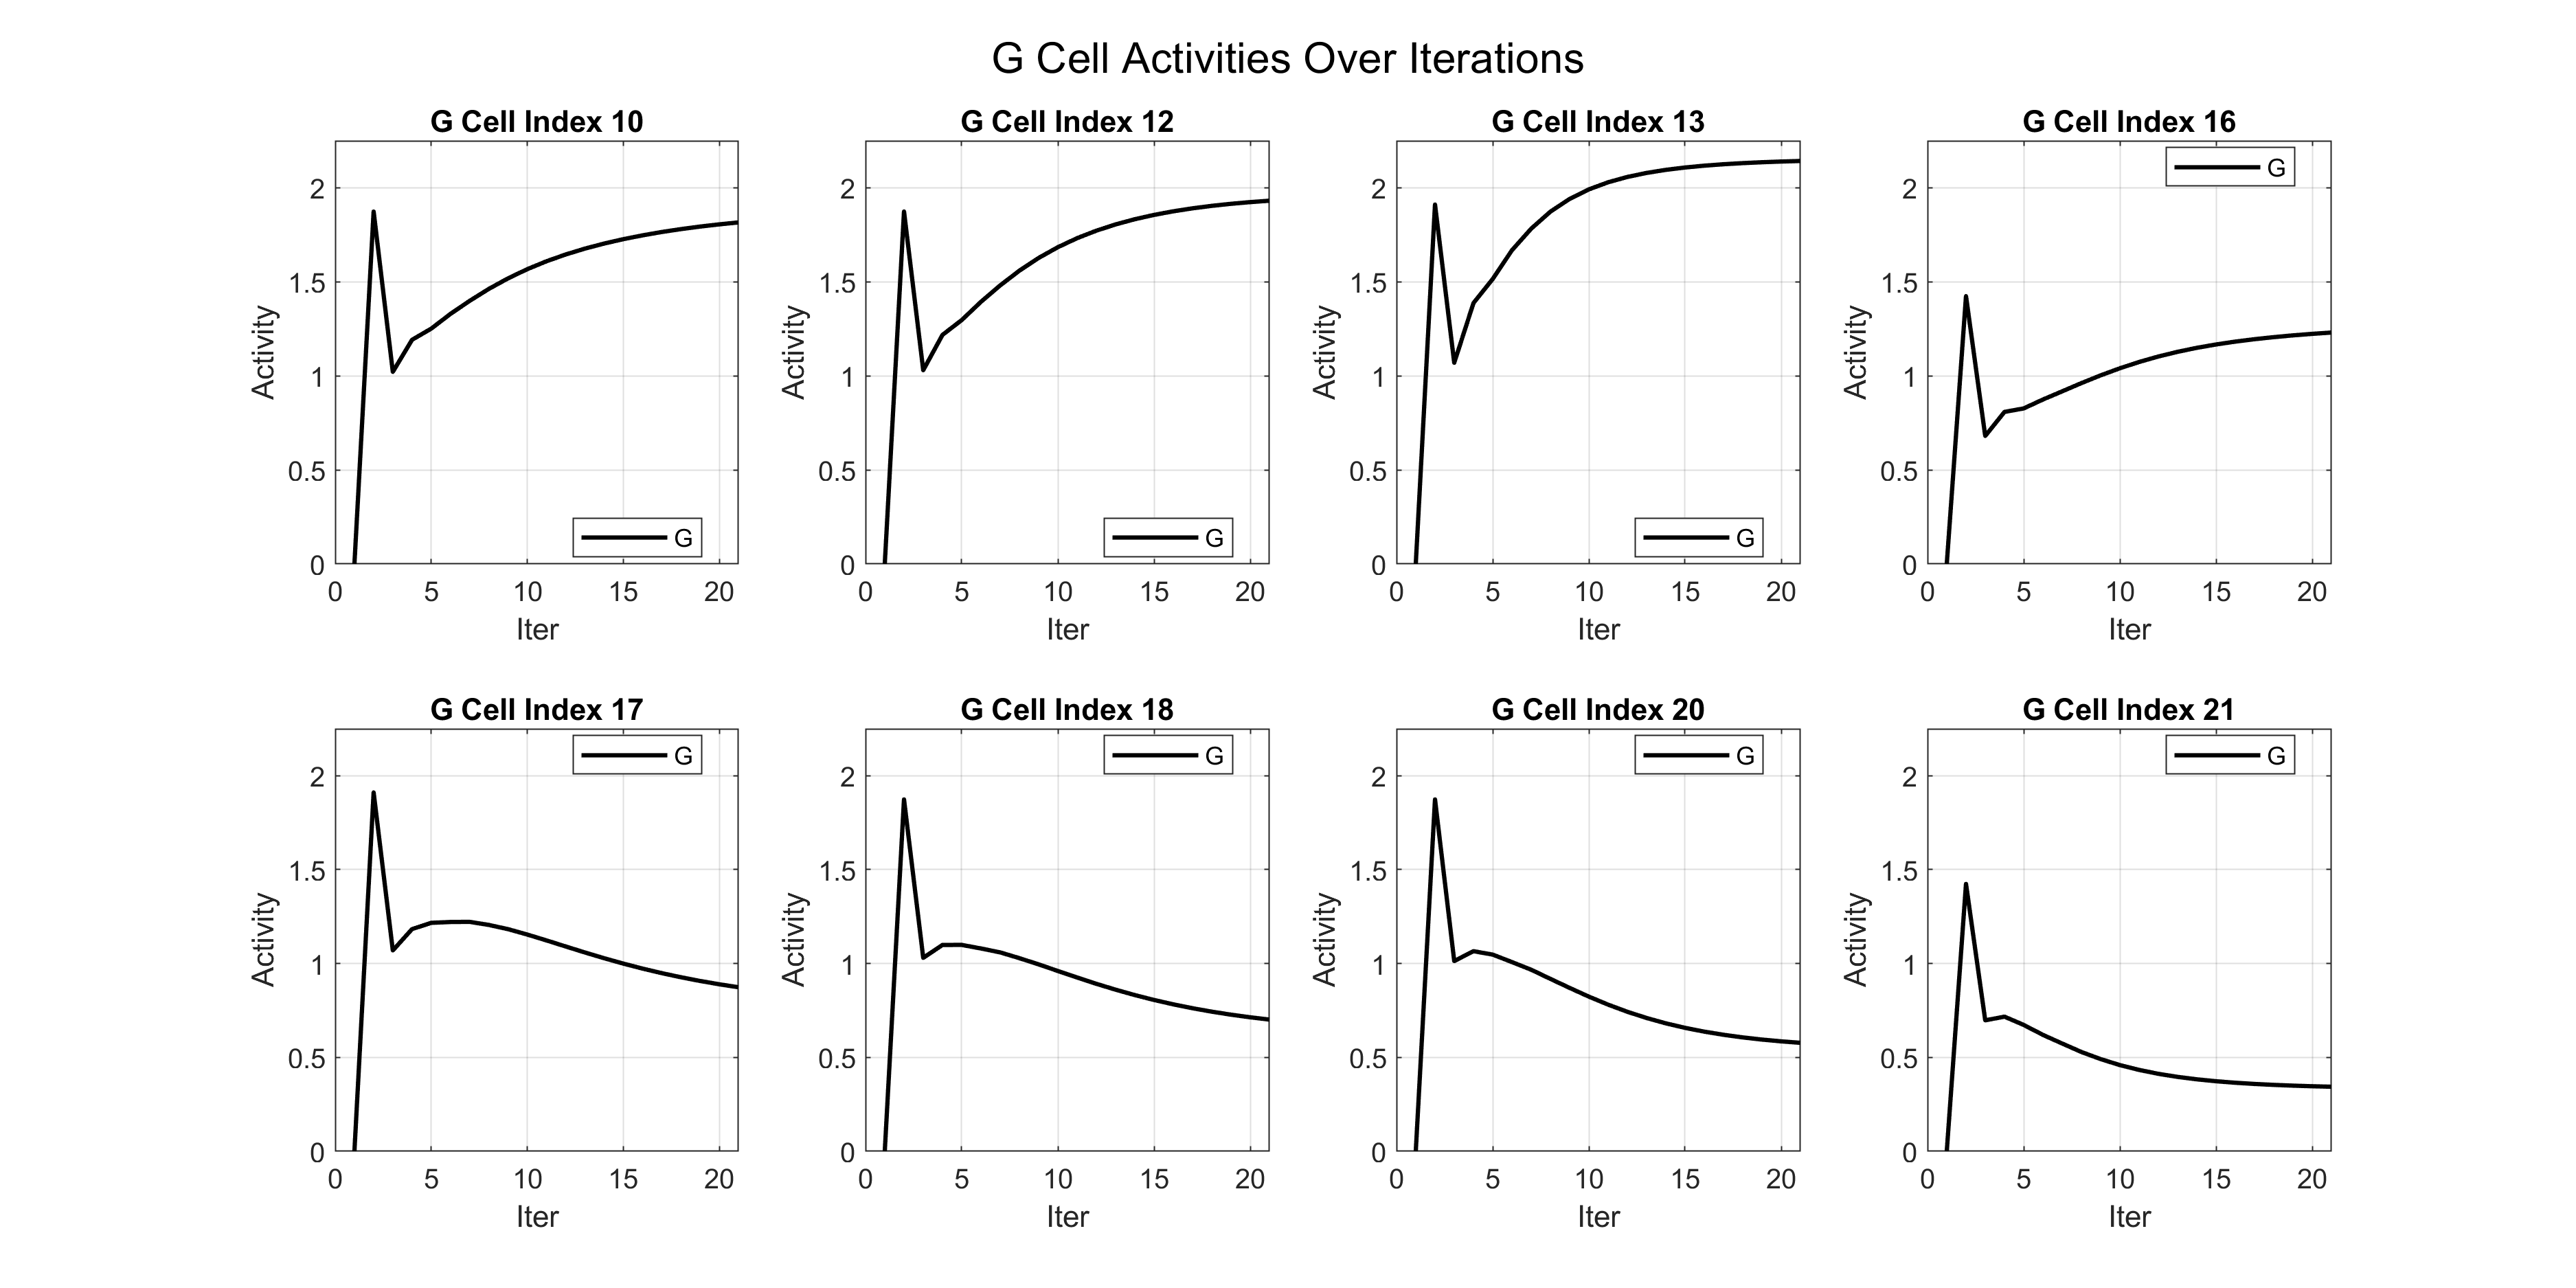 G Cell Activities Over Iterations
G Cell Index 10
G Cell Index 12
G Cell Index 13
G Cell Index 16
2
1.5
1
0.5
0
Activity
G
0 5 10 15 20
Iter
2
1.5
1
0.5
0
Activity
G
0 5 10 15 20
Iter
2
1.5
1
0.5
0
Activity
G
0 5 10 15 20
Iter
2
1.5
1
0.5
0
Activity
G
0 5 10 15 20
Iter
G Cell Index 17
G Cell Index 18
G Cell Index 20
G Cell Index 21
2
1.5
1
0.5
0
Activity
G
0 5 10 15 20
Iter
2
1.5
1
0.5
0
Activity
G
0 5 10 15 20
Iter
2
1.5
1
0.5
0
Activity
G
0 5 10 15 20
Iter
2
1.5
1
0.5
0
Activity
G
0 5 10 15 20
Iter